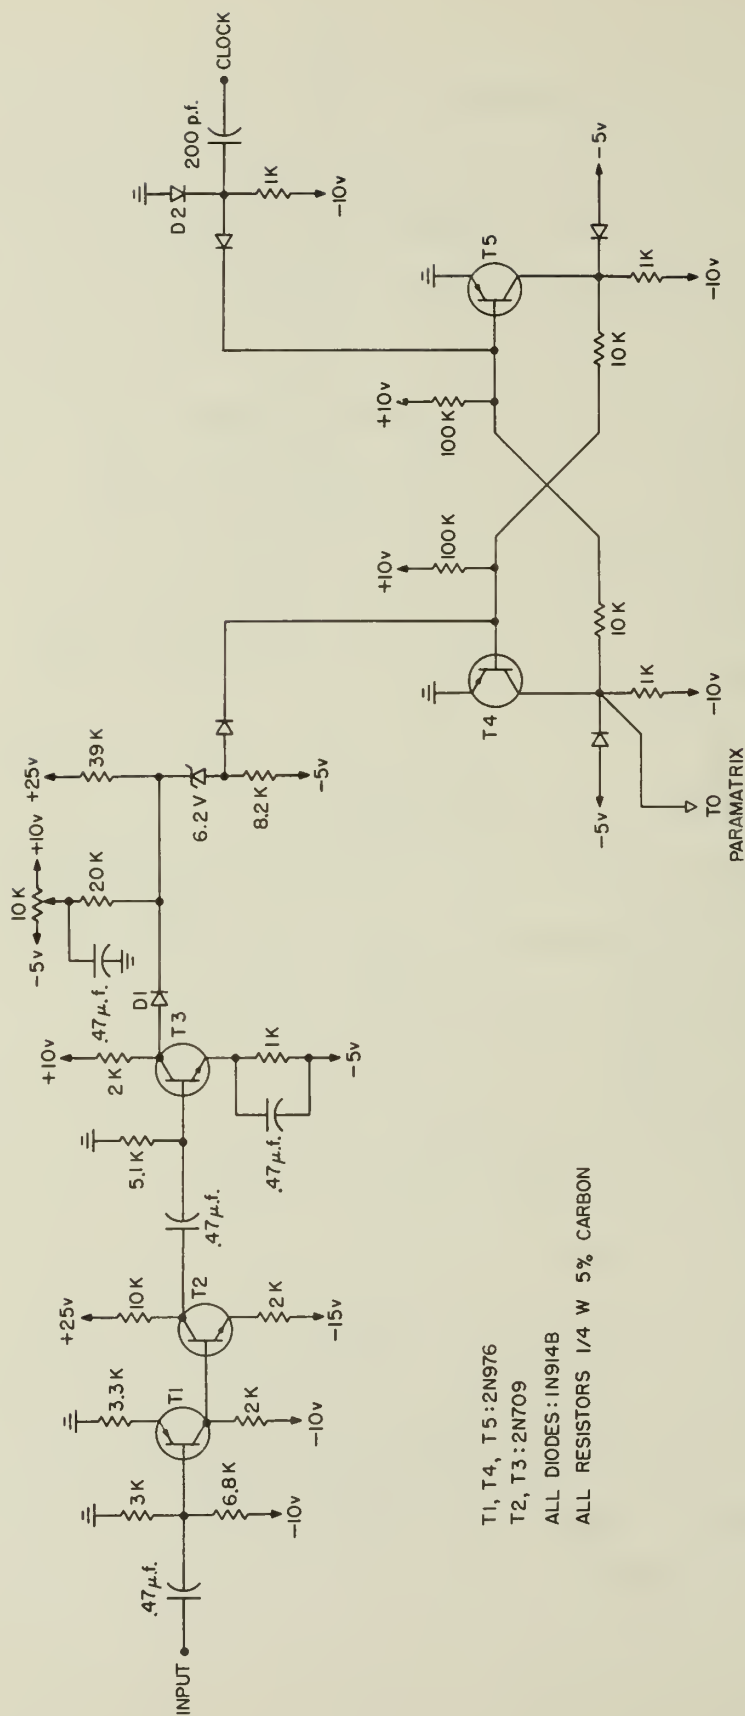 INPUT
.47μ.f.
3K
6.8K
-10v
3.3K
T1
2K
-10v
+25v
10K
T2
2K
-15v
.47μ.f.
5.1K
+10v
2K
T3
.47μ.f.
1K
-5v
D1
.47μ.f.
-5v
10K
+10v
20K
+25v
39K
6.2V
8.2K
-5v
T4
-5v
TO
PARAMATRIX
1K
-10v
10K
+10v
100K
+10v
100K
10K
T5
1K
-10v
-5v
D2
1K
-10v
200 p.f.
CLOCK
T1, T4, T5:2N976
T2, T3:2N709
ALL DIODES:1N914B
ALL RESISTORS 1/4 W 5% CARBON